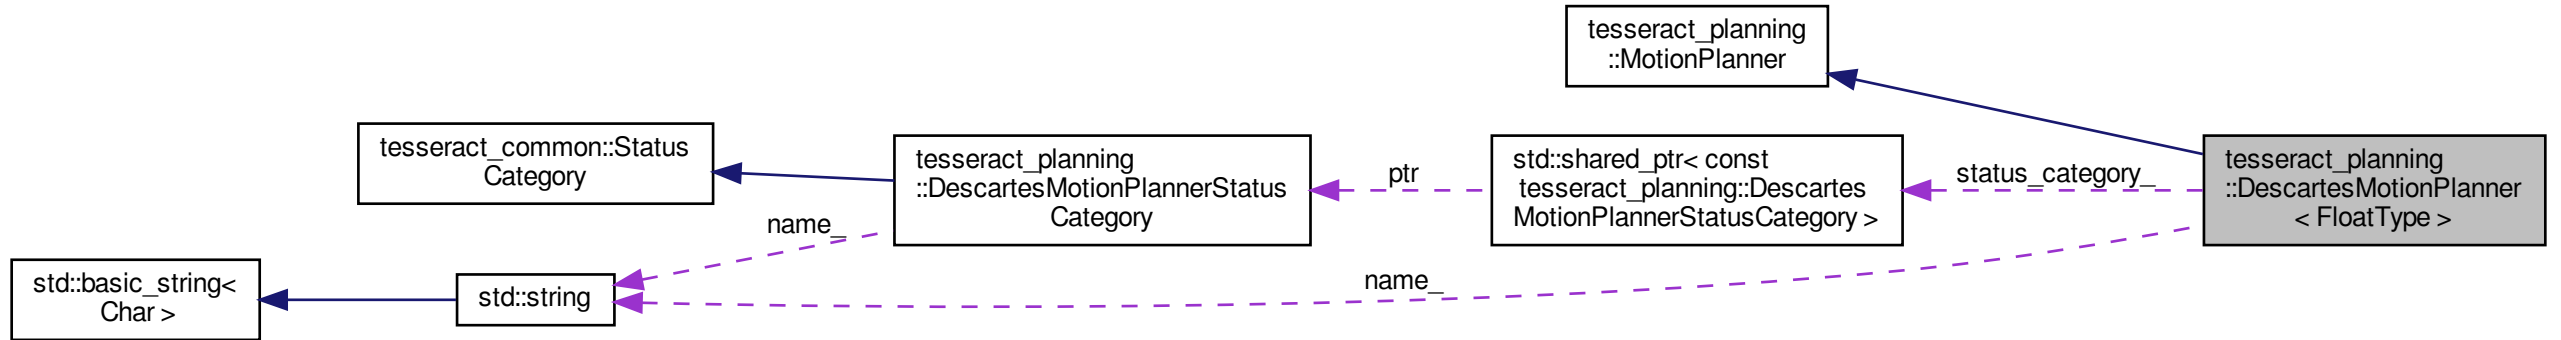 tesseract_planning
::MotionPlanner
tesseract_common::Status
Category
tesseract_planning
::DescartesMotionPlannerStatus
Category
ptr
std::shared_ptr< const
tesseract_planning::Descartes
MotionPlannerStatusCategory >
status_category_
tesseract_planning
::DescartesMotionPlanner
< FloatType >
name_
std::basic_string<
Char >
std::string
name_